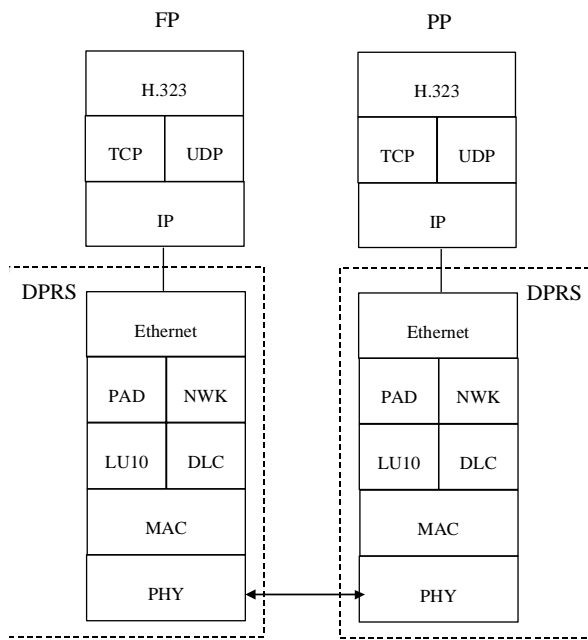 FP PP
H.323 H.323
TCP UDP TCP UDP
IP IP
DPRS DPRS
Ethernet Ethernet
PAD NWK PAD NWK
LU10 DLC LU10 DLC
MAC MAC
PHY PHY